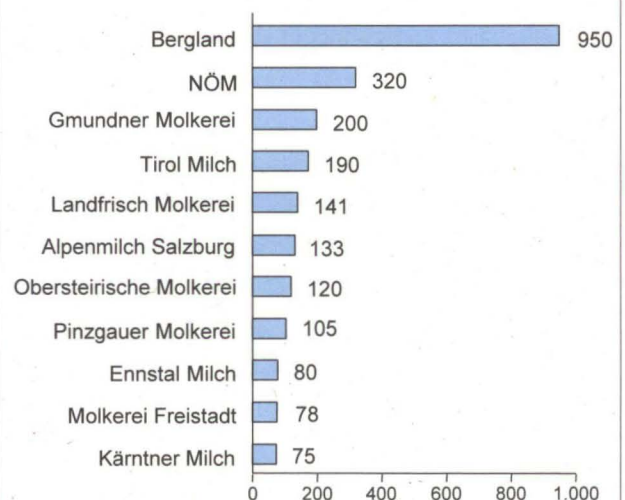 Bergland 950
NÖM 320
Gmundner Molkerei 200
Tirol Milch 190
Landfrisch Molkerei 141
Alpenmilch Salzburg 133
Obersteirische Molkerei 120
Pinzgauer Molkerei 105
Ennstal Milch 80
Molkerei Freistadt 78
Kärntner Milch 75
0 200 400 600 800 1.000